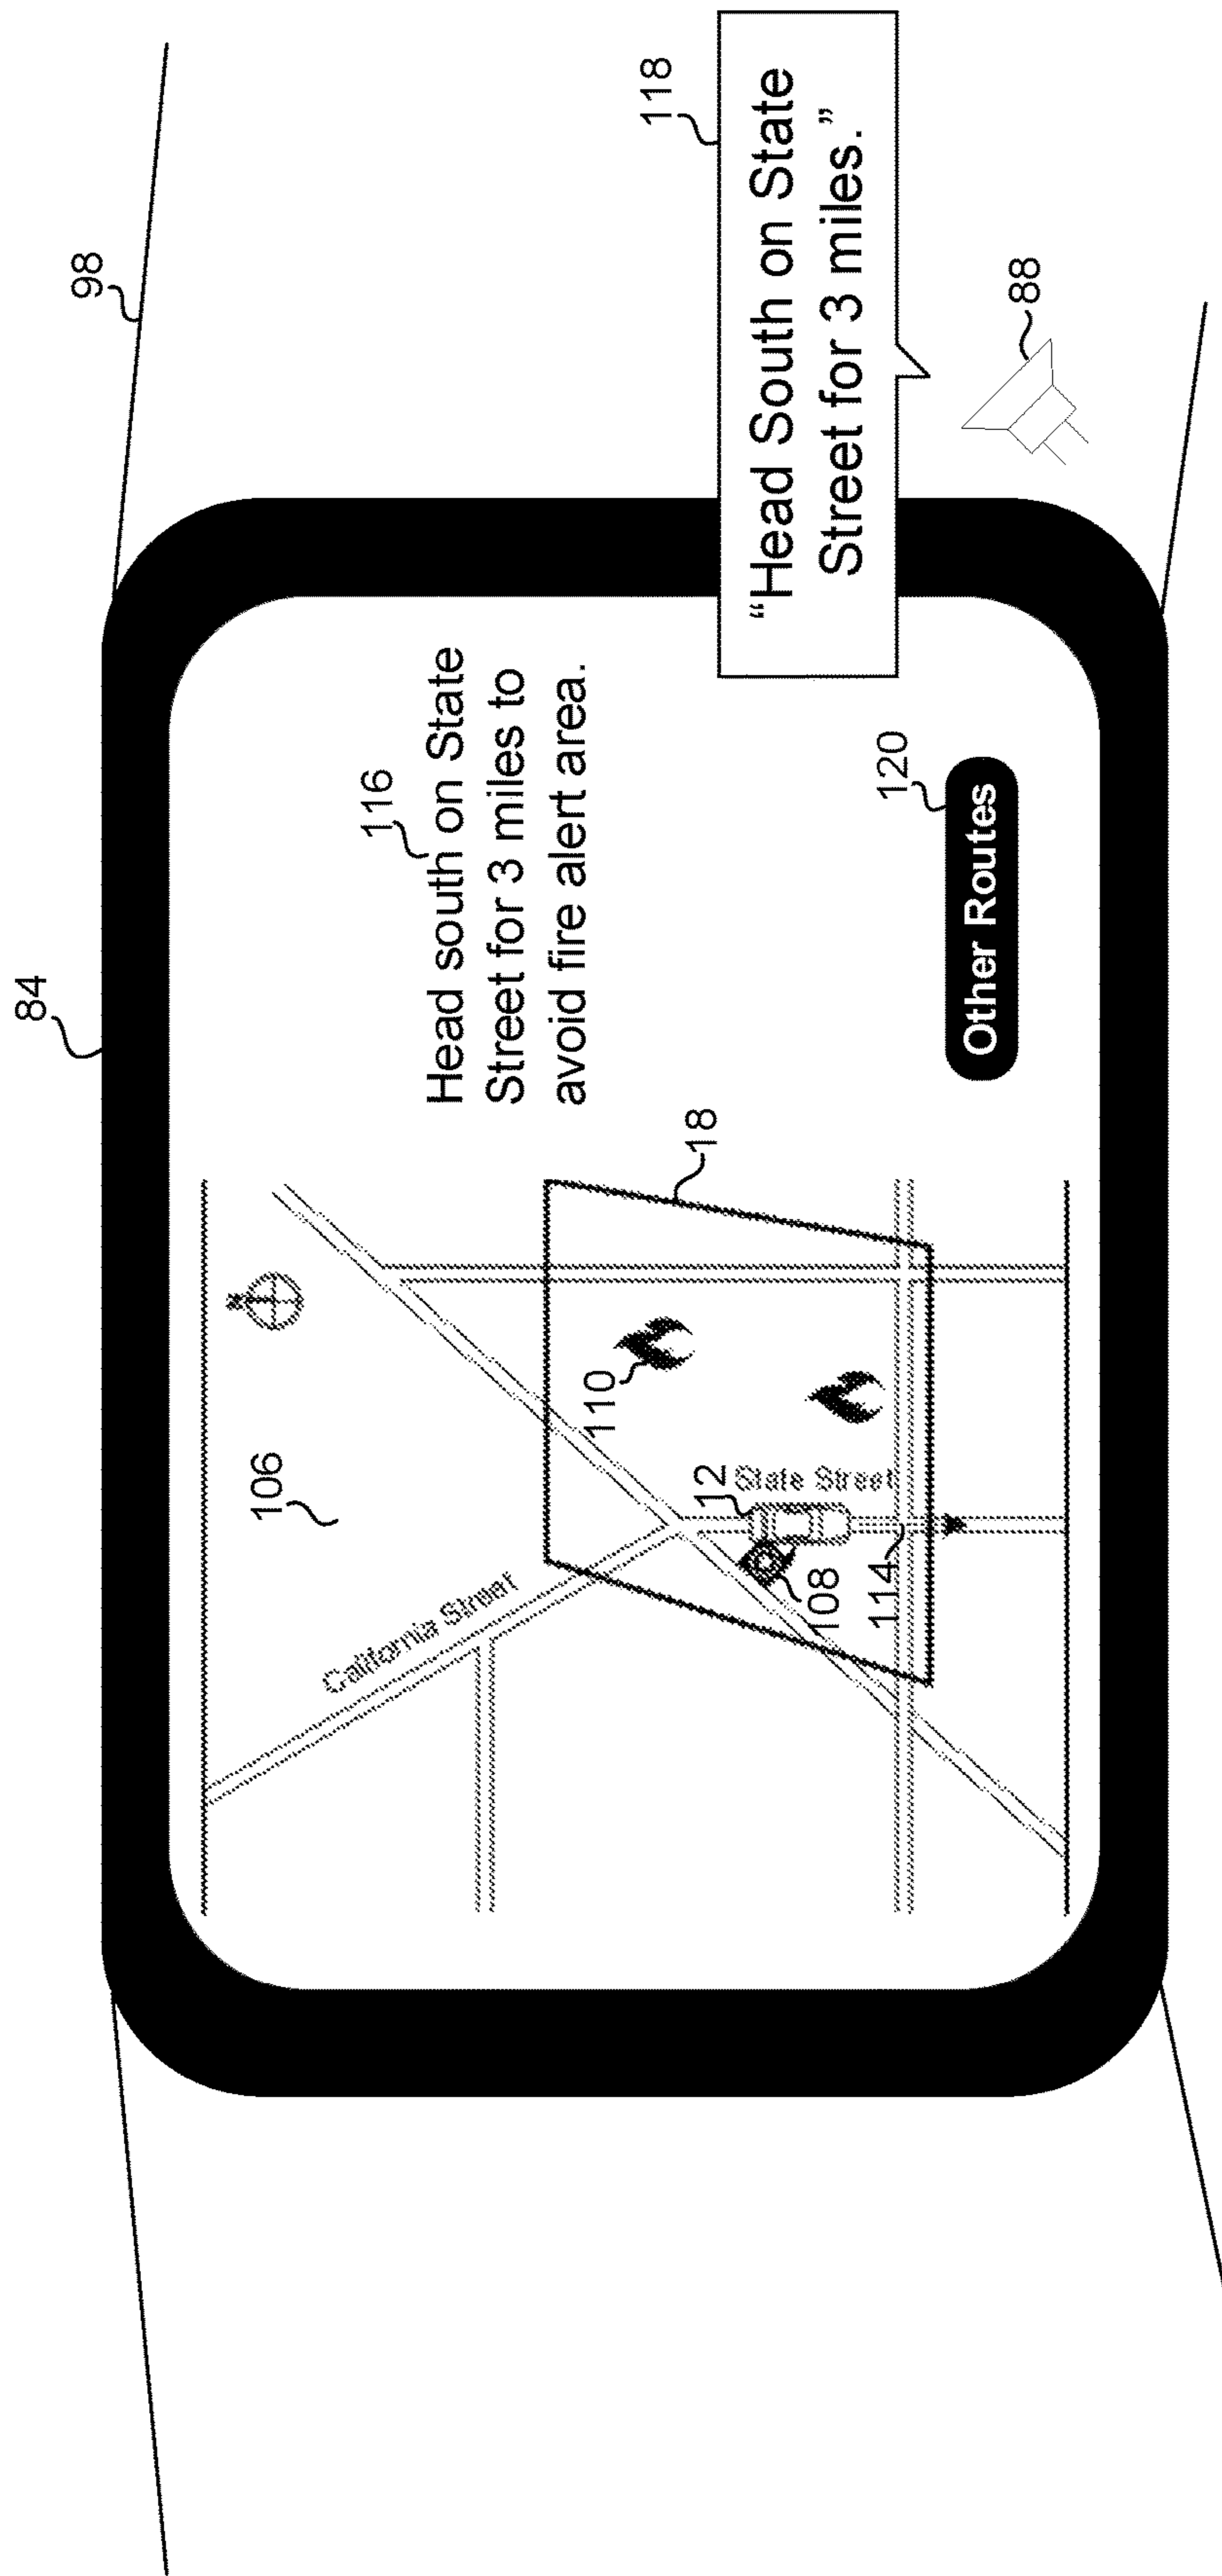 84
98
106
California Street
110
12
State Street
108
114
18
116
Head south on State
Street for 3 miles to
avoid fire alert area.
118
“Head South on State
Street for 3 miles.”
120
Other Routes
88